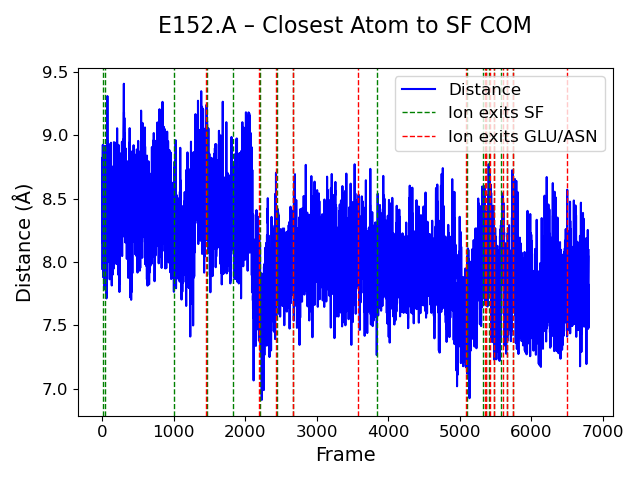 E152.A – Closest Atom to SF COM
9.5
9.0
8.5
8.0
7.5
7.0
Distance (Å)
Distance
Ion exits SF
Ion exits GLU/ASN
0 1000 2000 3000 4000 5000 6000 7000
Frame